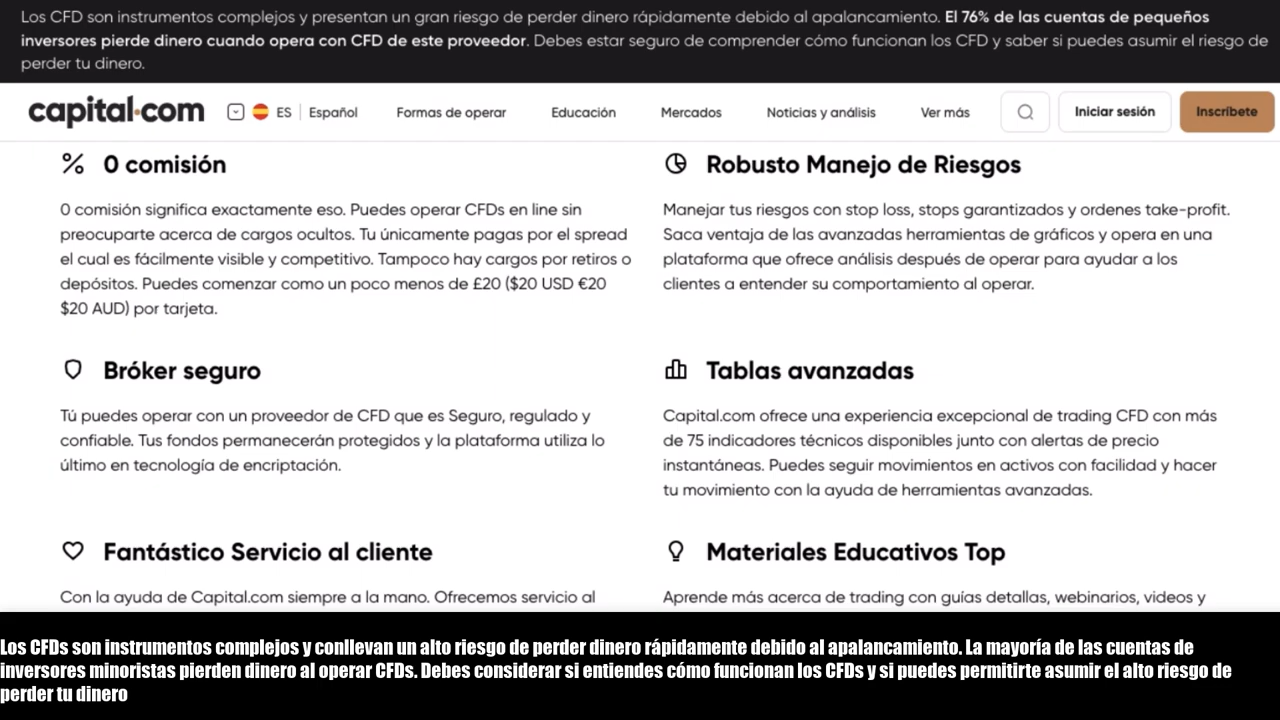 Los CFD son instrumentos complejos y presentan un gran riesgo de perder dinero rápidamente debido al apalancamiento. El 76% de las cuentas de pequeños
inversores pierde dinero cuando opera con CFD de este proveedor. Debes estar seguro de comprender cómo funcionan los CFD y saber si puedes asumir el riesgo de
perder tu dinero.
capital.com ES Español Formas de operar Educación Mercados Noticias y análisis Ver más Iniciar sesión Inscríbete
0 comisión
0 comisión significa exactamente eso. Puedes operar CFDs en line sin
preocuparte acerca de cargos ocultos. Tu únicamente pagas por el spread
el cual es fácilmente visible y competitivo. Tampoco hay cargos por retiros o
depósitos. Puedes comenzar como un poco menos de £20 ($20 USD €20
$20 AUD) por tarjeta.
Robusto Manejo de Riesgos
Manejar tus riesgos con stop loss, stops garantizados y ordenes take-profit.
Saca ventaja de las avanzadas herramientas de gráficos y opera en una
plataforma que ofrece análisis después de operar para ayudar a los
clientes a entender su comportamiento al operar.
Bróker seguro
Tú puedes operar con un proveedor de CFD que es Seguro, regulado y
confiable. Tus fondos permanecerán protegidos y la plataforma utiliza lo
último en tecnología de encriptación.
Tablas avanzadas
Capital.com ofrece una experiencia excepcional de trading CFD con más
de 75 indicadores técnicos disponibles junto con alertas de precio
instantáneas. Puedes seguir movimientos en activos con facilidad y hacer
tu movimiento con la ayuda de herramientas avanzadas.
Fantástico Servicio al cliente
Con la ayuda de Capital.com siempre a la mano. Ofrecemos servicio al
Materiales Educativos Top
Aprende más acerca de trading con guías detallas, webinarios, videos y
Los CFDs son instrumentos complejos y conllevan un alto riesgo de perder dinero rápidamente debido al apalancamiento. La mayoría de las cuentas de
inversores minoristas pierden dinero al operar CFDs. Debes considerar si entiendes cómo funcionan los CFDs y si puedes permitirte asumir el alto riesgo de
perder tu dinero